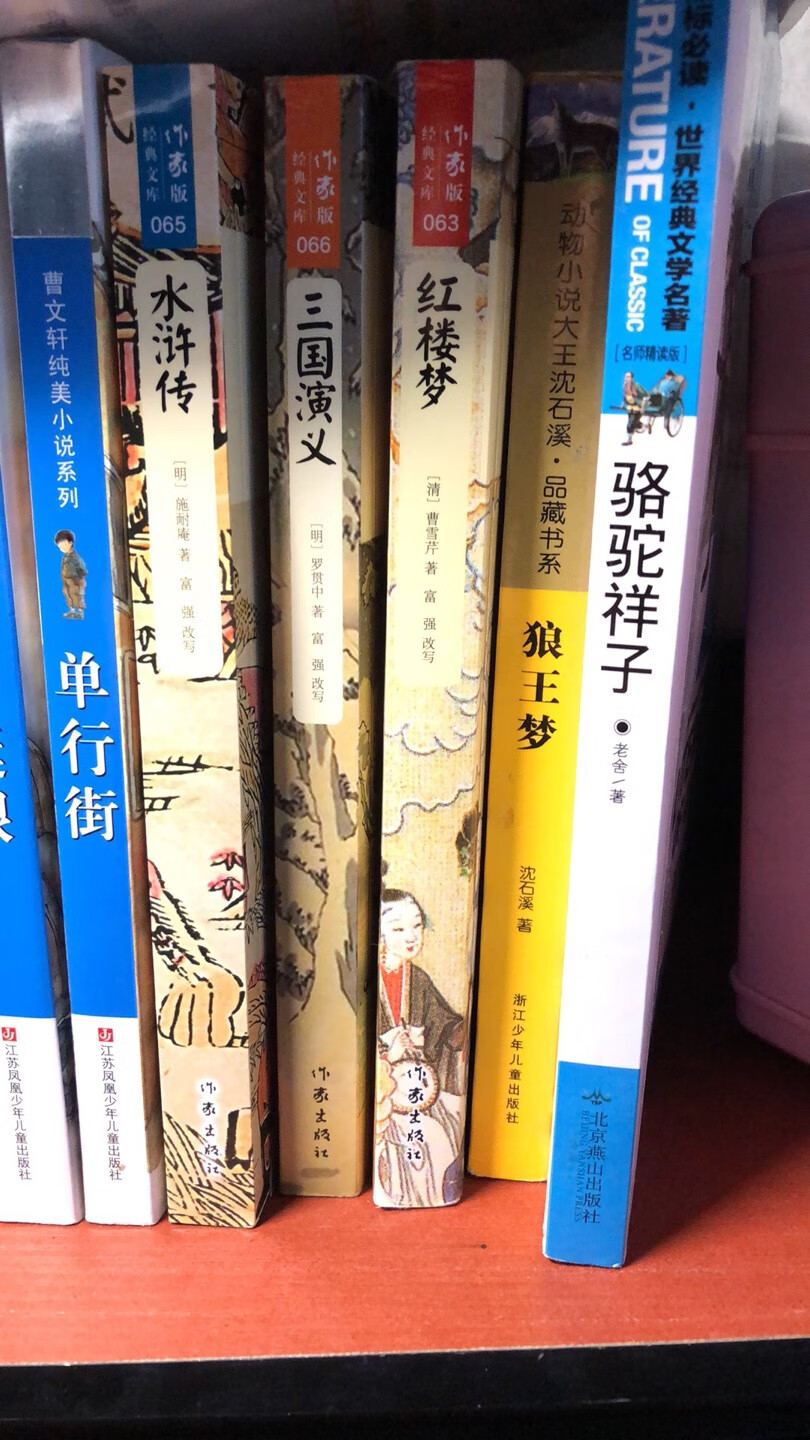 江苏凤凰少年儿童出版社
曹文轩纯美小说系列
单行街
江苏凤凰少年儿童出版社
作家版
经典文库
065
水浒传
［明］施耐庵 著 富 强 改写
作家出版社
作家版
经典文库
066
三国演义
［明］罗贯中 著 富 强 改写
作家出版社
作家版
经典文库
063
红楼梦
［清］曹雪芹 著 富 强 改写
作家出版社
动物小说大王沈石溪·品藏书系
狼王梦
沈石溪 著
浙江少年儿童出版社
标必读·世界经典文学名著
ERATURE OF CLASSIC
［名师精读版］
骆驼祥子
老舍／著
北京燕山出版社
BEIJING YANSHAN PRESS